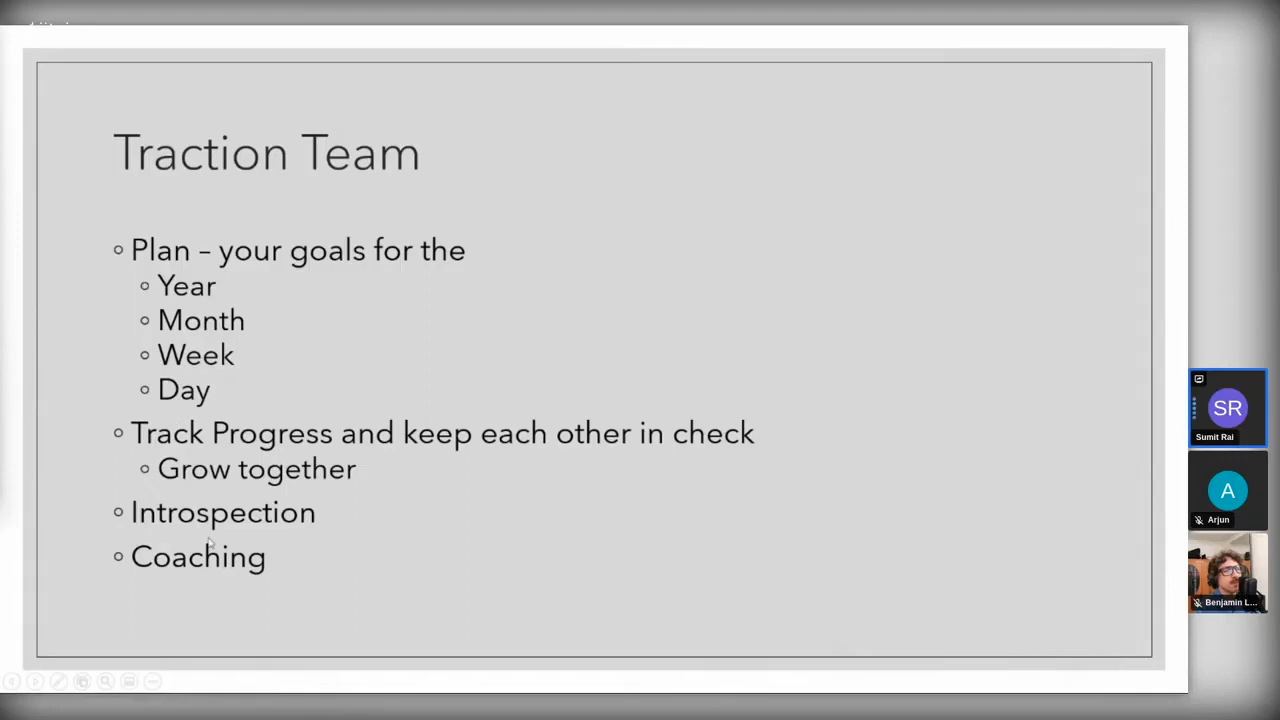 Traction Team
◦ Plan – your goals for the
◦ Year
◦ Month
◦ Week
◦ Day
◦ Track Progress and keep each other in check
◦ Grow together
◦ Introspection
◦ Coaching
SR
Sumit Rai
A
Arjun
Benjamin L...